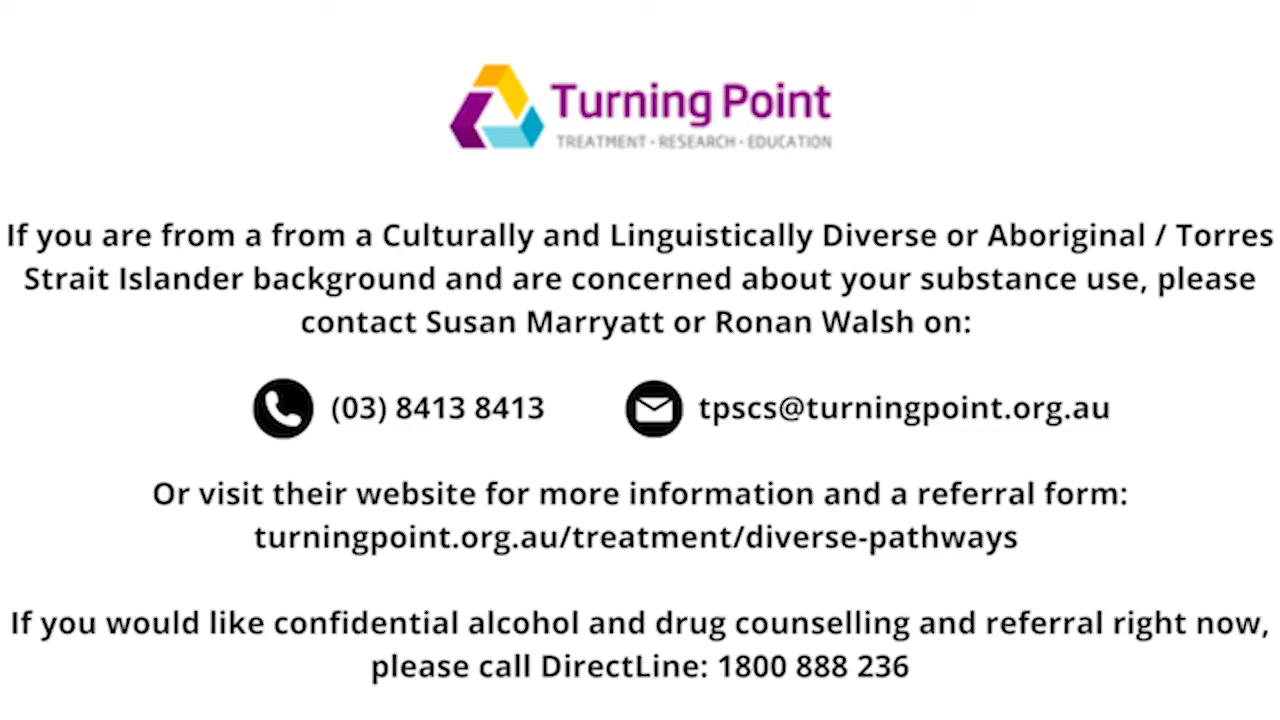 Turning Point
TREATMENT • RESEARCH • EDUCATION
If you are from a from a Culturally and Linguistically Diverse or Aboriginal / Torres
Strait Islander background and are concerned about your substance use, please
contact Susan Marryatt or Ronan Walsh on:
(03) 8413 8413 tpscs@turningpoint.org.au
Or visit their website for more information and a referral form:
turningpoint.org.au/treatment/diverse-pathways
If you would like confidential alcohol and drug counselling and referral right now,
please call DirectLine: 1800 888 236